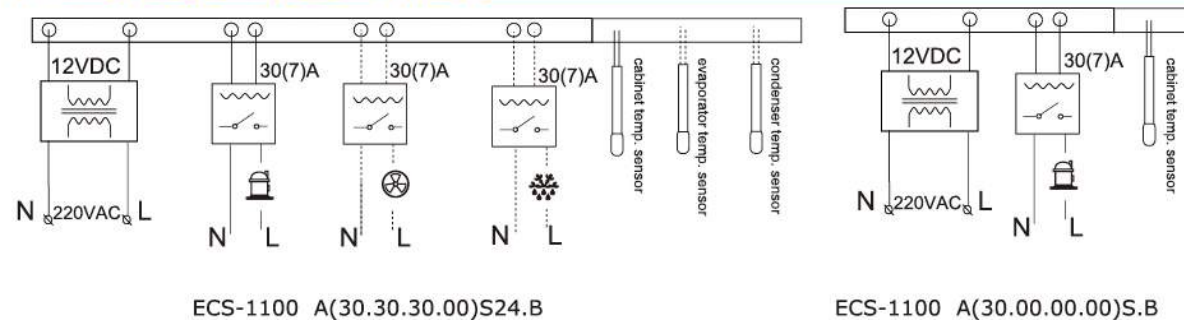 12VDC
30(7)A
30(7)A
30(7)A
cabinet temp. sensor
evaporator temp. sensor
condenser temp. sensor
N 220VAC L
N L
N L
N L
ECS-1100 A(30.30.30.00)S24.B
12VDC
30(7)A
cabinet temp. sensor
N 220VAC L
N L
ECS-1100 A(30.00.00.00)S.B